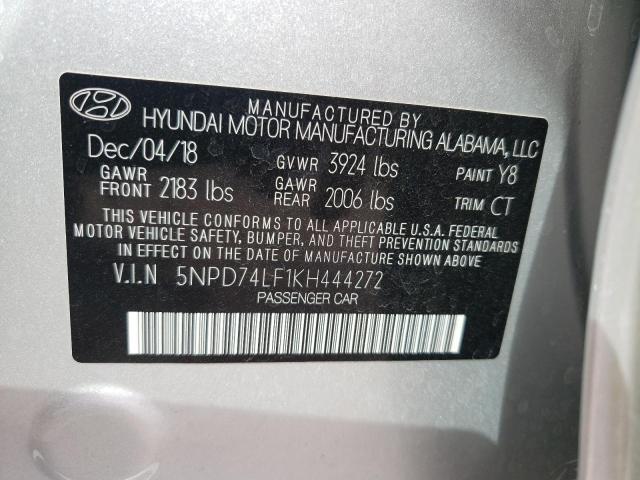 MANUFACTURED BY
HYUNDAI MOTOR MANUFACTURING ALABAMA, LLC
Dec/04/18 GVWR 3924 lbs PAINT Y8
GAWR FRONT 2183 lbs GAWR REAR 2006 lbs TRIM CT
THIS VEHICLE CONFORMS TO ALL APPLICABLE U.S.A. FEDERAL
MOTOR VEHICLE SAFETY, BUMPER, AND THEFT PREVENTION STANDARDS
IN EFFECT ON THE DATE OF MANUFACTURE SHOWN ABOVE
V.I.N 5NPD74LF1KH444272
PASSENGER CAR